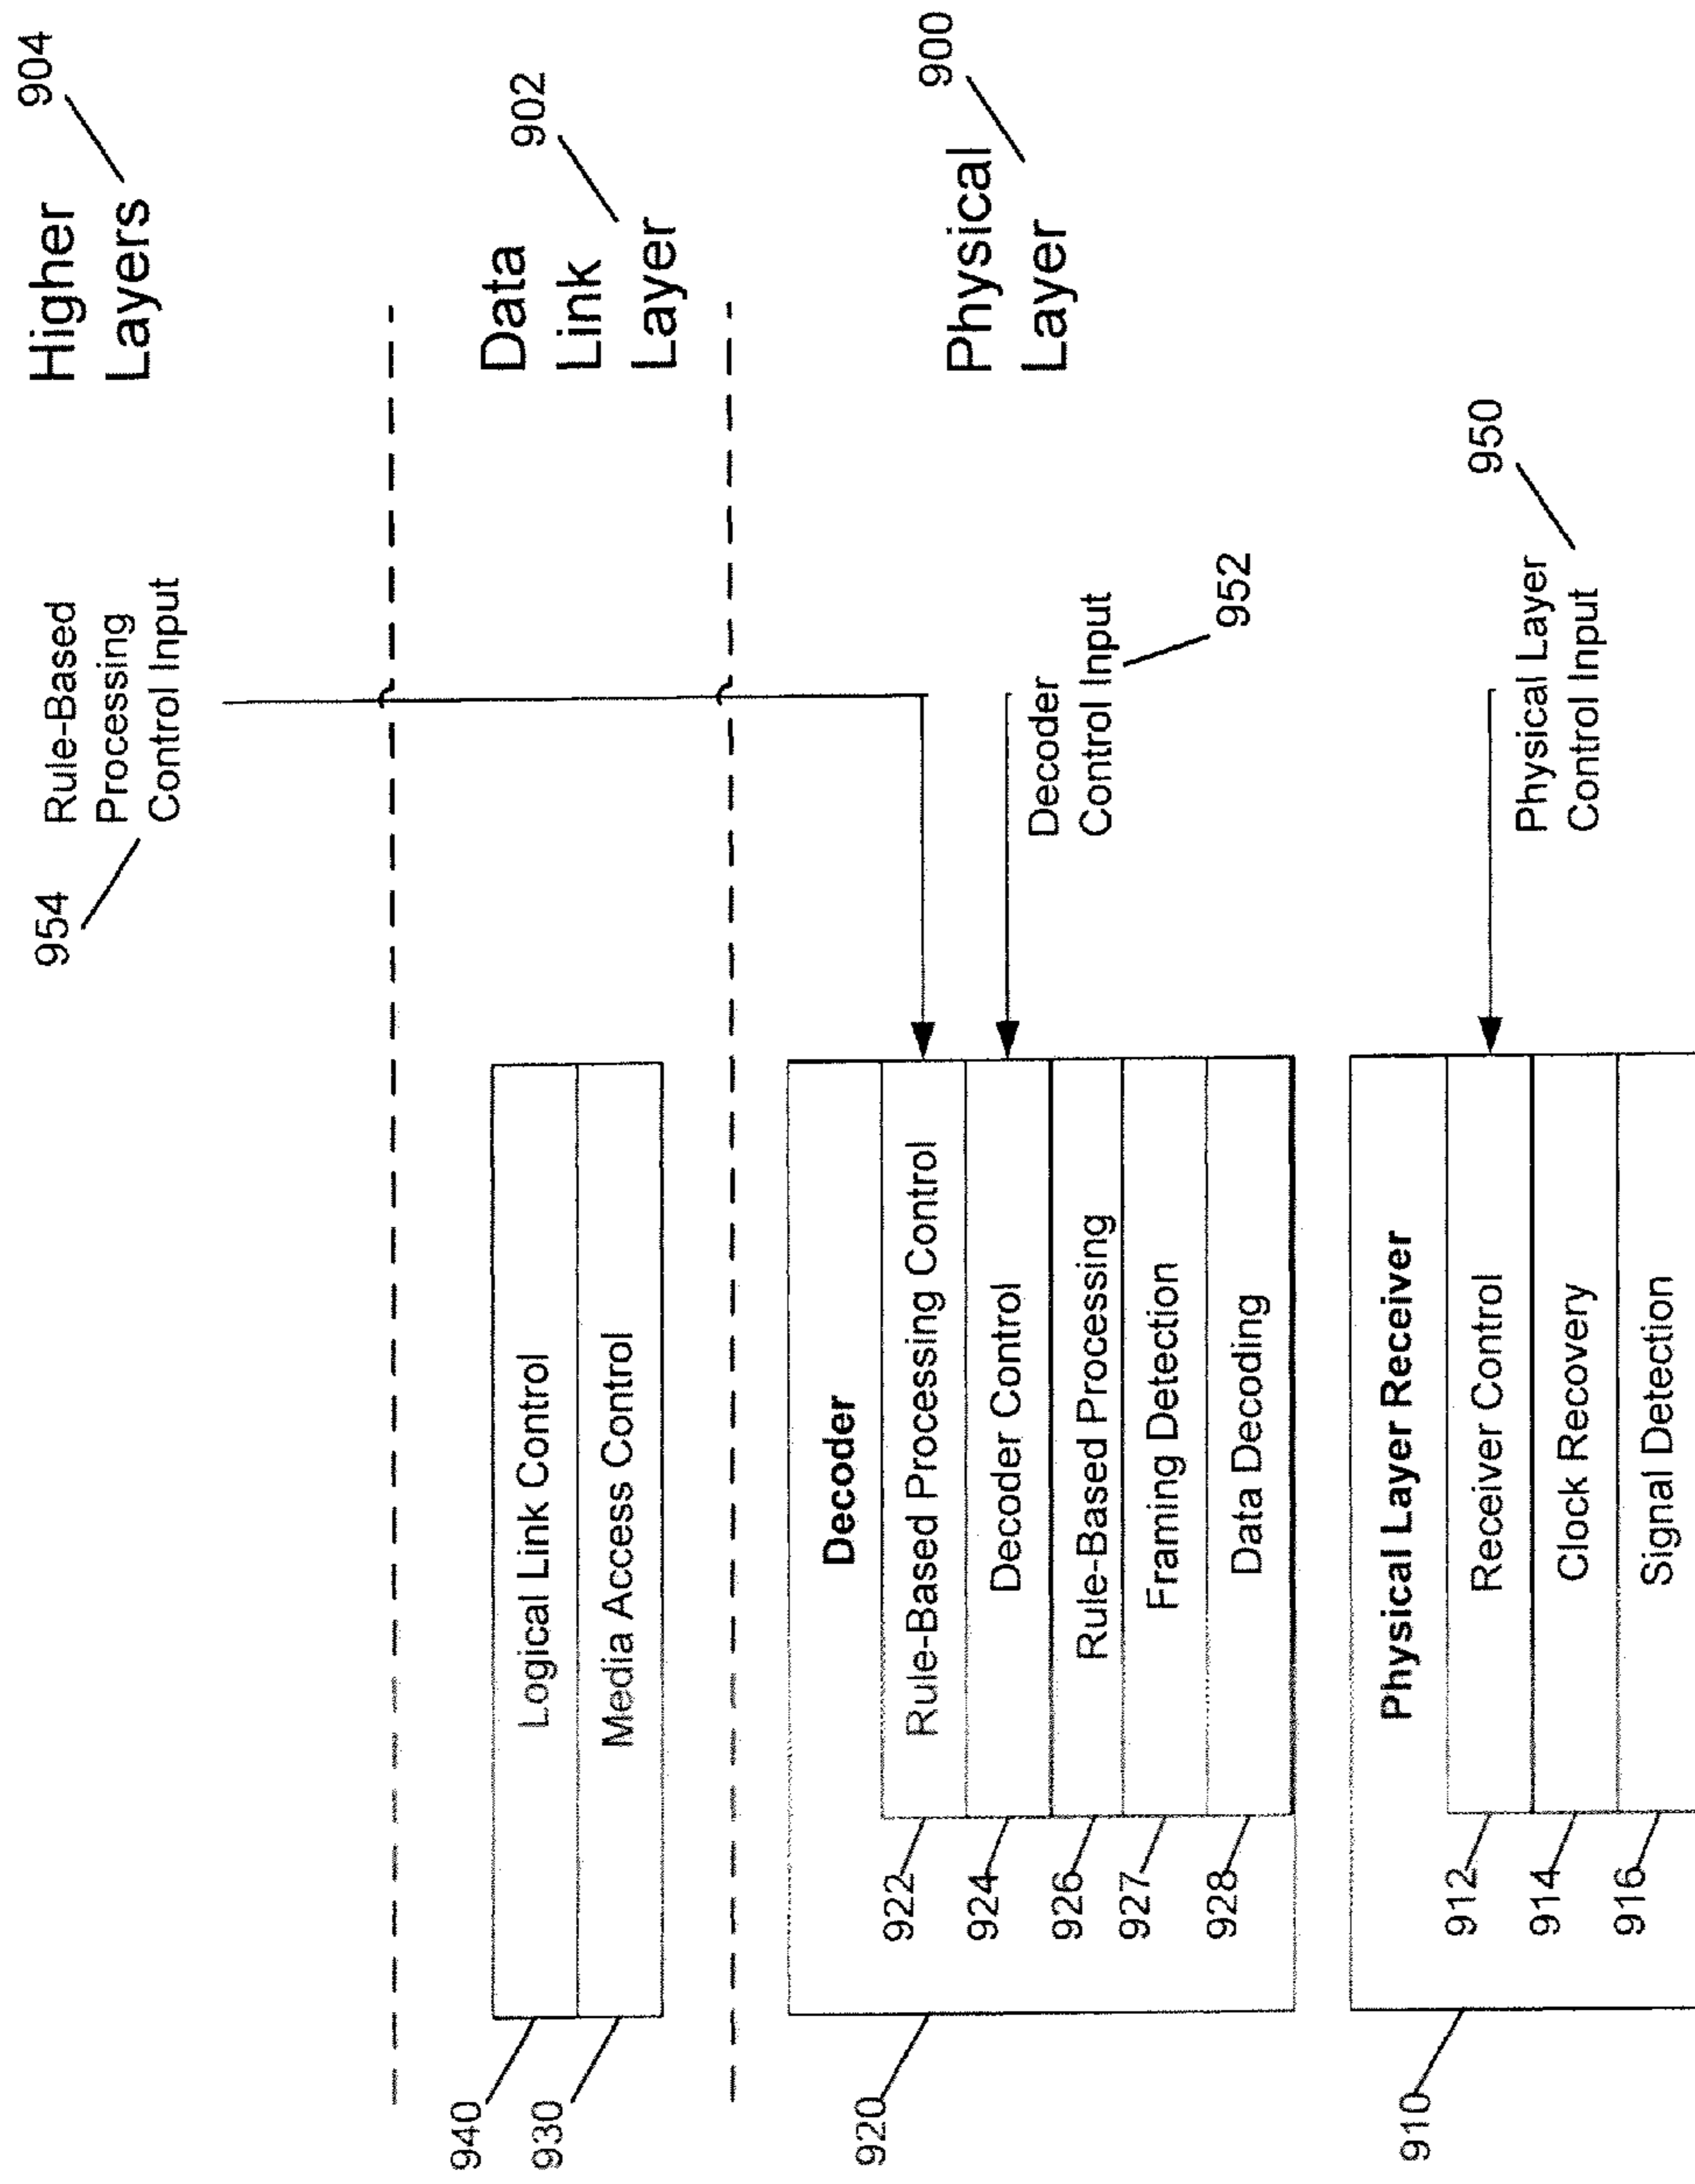 954
Rule-Based
Processing
Control Input
Higher
Layers
904
940
Logical Link Control
930
Media Access Control
Data
Link
Layer
902
920
Decoder
922
Rule-Based Processing Control
924
Decoder Control
926
Rule-Based Processing
927
Framing Detection
928
Data Decoding
Decoder
Control Input
952
Physical
Layer
900
910
Physical Layer Receiver
912
Receiver Control
914
Clock Recovery
916
Signal Detection
Physical Layer
Control Input
950